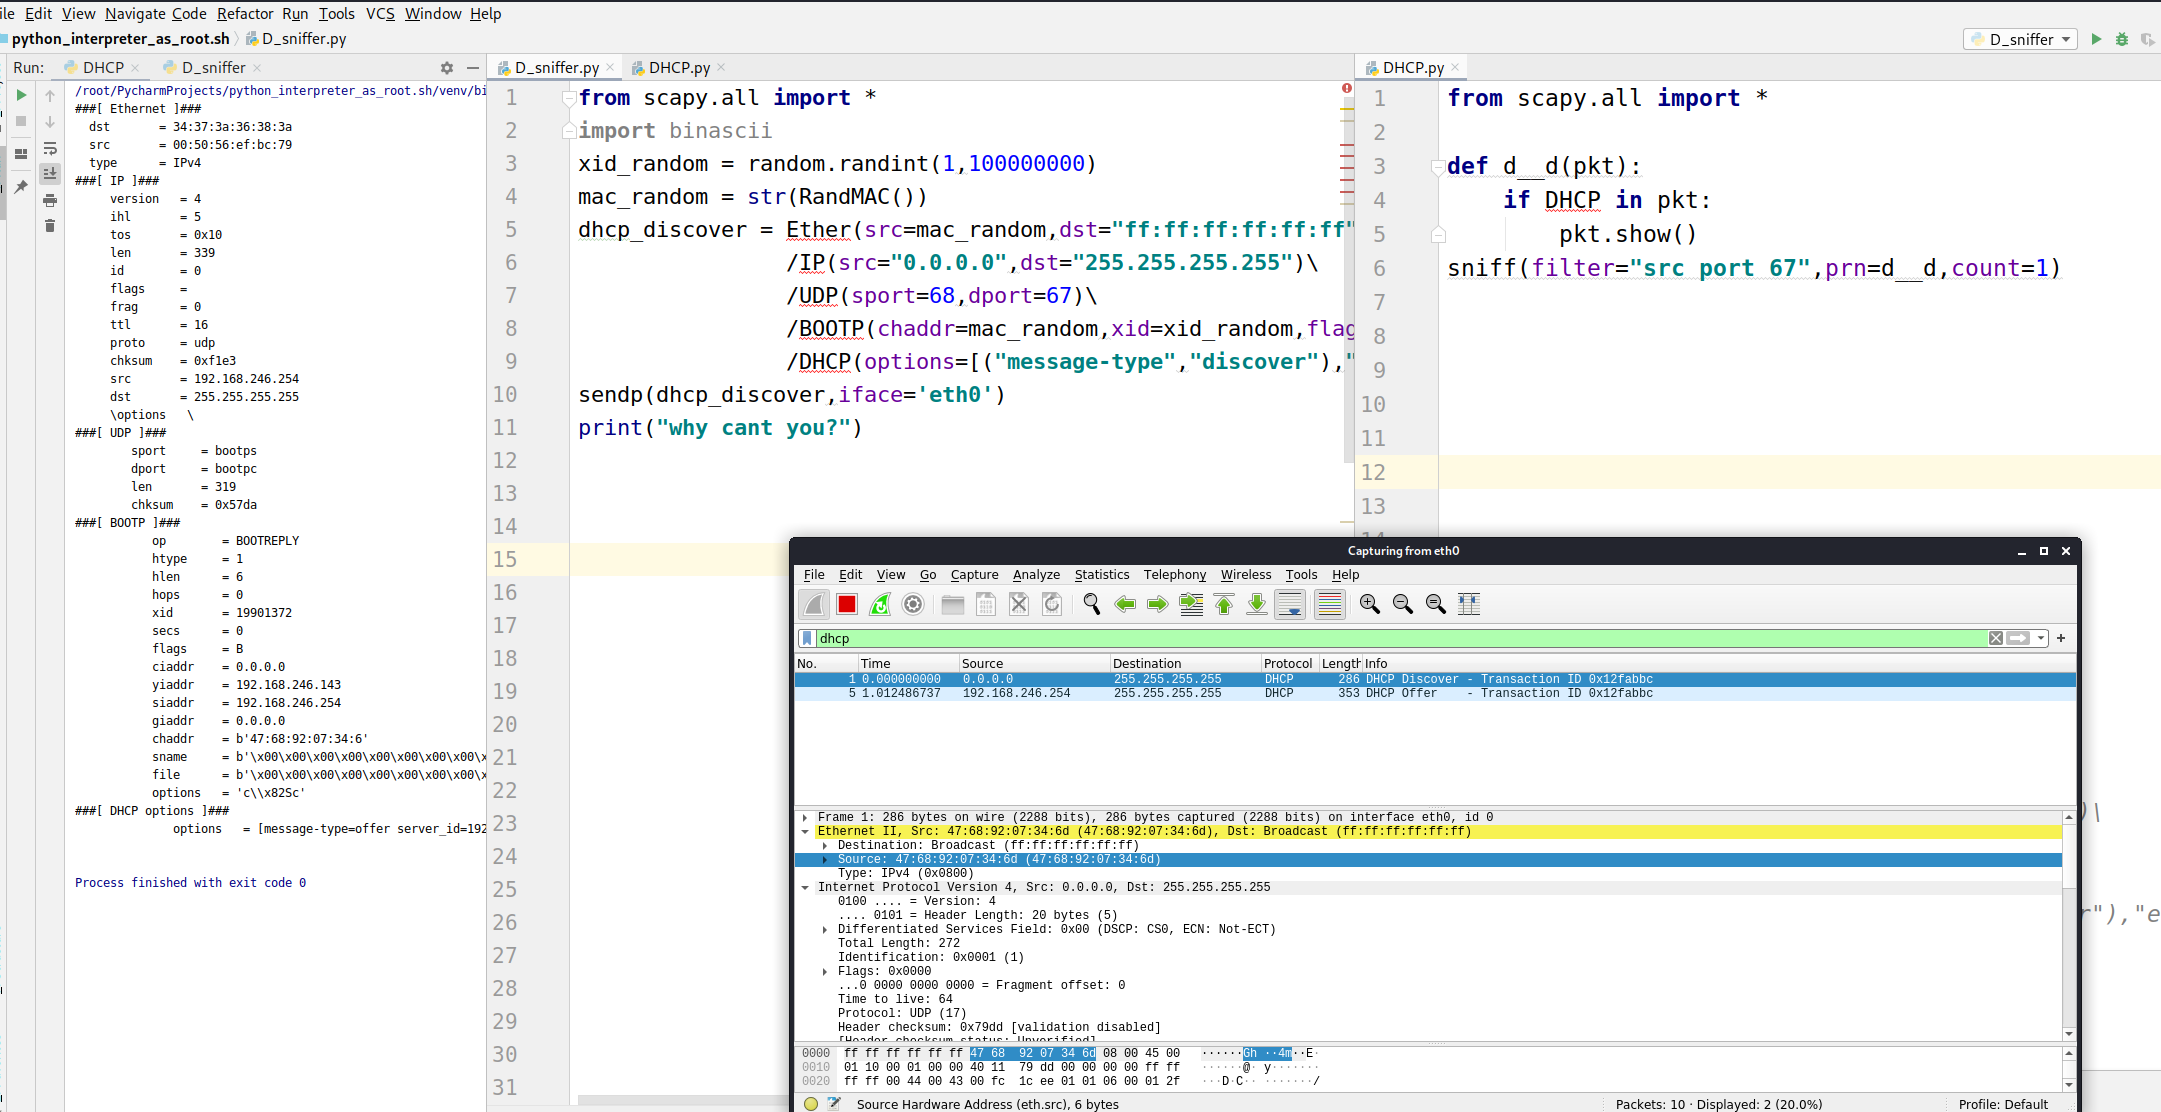 ile Edit View Navigate Code Refactor Run Tools VCS Window Help
python_interpreter_as_root.sh D_sniffer.py
D_sniffer
Run: DHCP D_sniffer
/root/PycharmProjects/python_interpreter_as_root.sh/venv/bi
###[ Ethernet ]###
dst = 34:37:3a:36:38:3a
src = 00:50:56:ef:bc:79
type = IPv4
###[ IP ]###
version = 4
ihl = 5
tos = 0x10
len = 339
id = 0
flags =
frag = 0
ttl = 16
proto = udp
chksum = 0xf1e3
src = 192.168.246.254
dst = 255.255.255.255
\options \
###[ UDP ]###
sport = bootps
dport = bootpc
len = 319
chksum = 0x57da
###[ BOOTP ]###
op = BOOTREPLY
htype = 1
hlen = 6
hops = 0
xid = 19901372
secs = 0
flags = B
ciaddr = 0.0.0.0
yiaddr = 192.168.246.143
siaddr = 192.168.246.254
giaddr = 0.0.0.0
chaddr = b'47:68:92:07:34:6'
sname = b'\x00\x00\x00\x00\x00\x00\x00\x00\x
file = b'\x00\x00\x00\x00\x00\x00\x00\x00\x
options = 'c\\x82Sc'
###[ DHCP options ]###
options = [message-type=offer server_id=192
Process finished with exit code 0
D_sniffer.py DHCP.py
1 from scapy.all import *
2 import binascii
3 xid_random = random.randint(1,100000000)
4 mac_random = str(RandMAC())
5 dhcp_discover = Ether(src=mac_random,dst="ff:ff:ff:ff:ff:ff"
6 /IP(src="0.0.0.0",dst="255.255.255.255")\
7 /UDP(sport=68,dport=67)\
8 /BOOTP(chaddr=mac_random,xid=xid_random,flag
9 /DHCP(options=[("message-type","discover"),"
10 sendp(dhcp_discover,iface='eth0')
11 print("why cant you?")
12
13
14
15
16
17
18
19
20
21
22
23
24
25
26
27
28
29
30
31
DHCP.py
1 from scapy.all import *
2
3 def d__d(pkt):
4 if DHCP in pkt:
5 pkt.show()
6 sniff(filter="src port 67",prn=d__d,count=1)
7
8
9
10
11
12
13
)\
r"),"e
Capturing from eth0
File Edit View Go Capture Analyze Statistics Telephony Wireless Tools Help
dhcp
No. Time Source Destination Protocol Length Info
1 0.000000000 0.0.0.0 255.255.255.255 DHCP 286 DHCP Discover - Transaction ID 0x12fabbc
5 1.012486737 192.168.246.254 255.255.255.255 DHCP 353 DHCP Offer - Transaction ID 0x12fabbc
Frame 1: 286 bytes on wire (2288 bits), 286 bytes captured (2288 bits) on interface eth0, id 0
Ethernet II, Src: 47:68:92:07:34:6d (47:68:92:07:34:6d), Dst: Broadcast (ff:ff:ff:ff:ff:ff)
Destination: Broadcast (ff:ff:ff:ff:ff:ff)
Source: 47:68:92:07:34:6d (47:68:92:07:34:6d)
Type: IPv4 (0x0800)
Internet Protocol Version 4, Src: 0.0.0.0, Dst: 255.255.255.255
0100 .... = Version: 4
.... 0101 = Header Length: 20 bytes (5)
Differentiated Services Field: 0x00 (DSCP: CS0, ECN: Not-ECT)
Total Length: 272
Identification: 0x0001 (1)
Flags: 0x0000
...0 0000 0000 0000 = Fragment offset: 0
Time to live: 64
Protocol: UDP (17)
Header checksum: 0x79dd [validation disabled]
[Header checksum status: Unverified]
0000 ff ff ff ff ff ff 47 68 92 07 34 6d 08 00 45 00 ······Gh ··4m··E·
0010 01 10 00 01 00 00 40 11 79 dd 00 00 00 00 ff ff ······@· y·······
0020 ff ff 00 44 00 43 00 fc 1c ee 01 01 06 00 01 2f ···D·C·· ·······/
Source Hardware Address (eth.src), 6 bytes Packets: 10 · Displayed: 2 (20.0%) Profile: Default